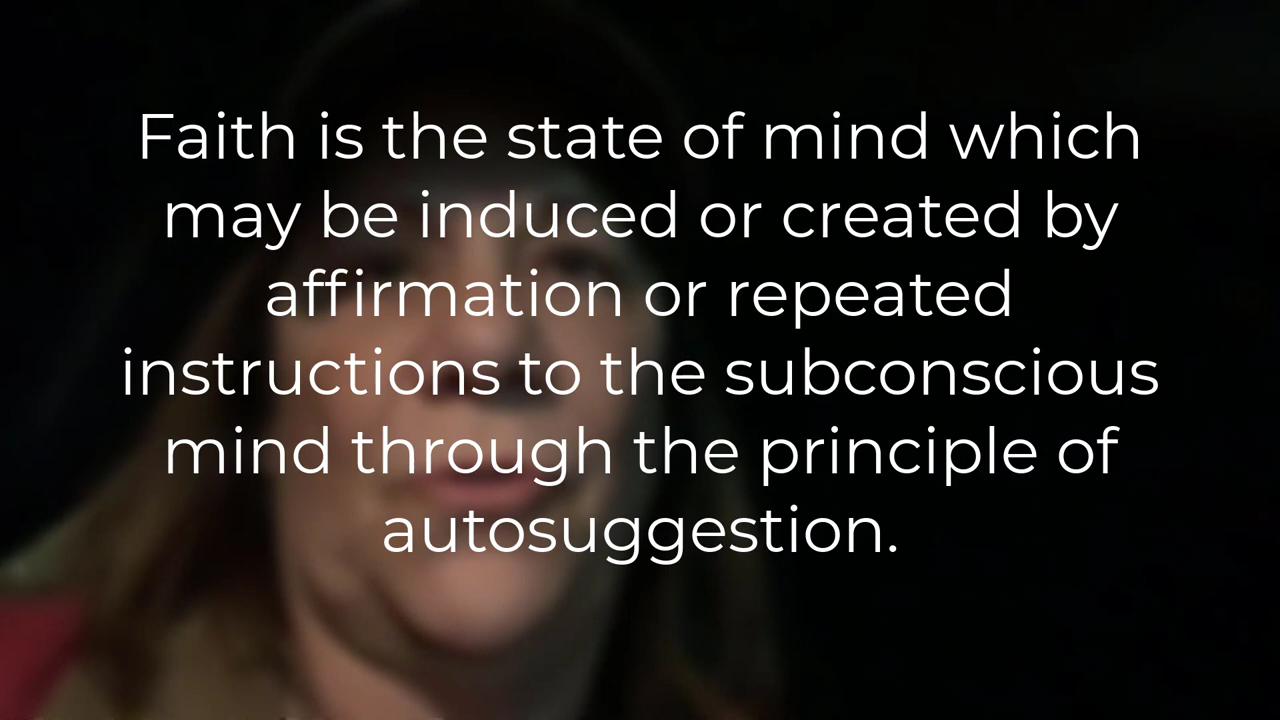 Faith is the state of mind which
may be induced or created by
affirmation or repeated
instructions to the subconscious
mind through the principle of
autosuggestion.